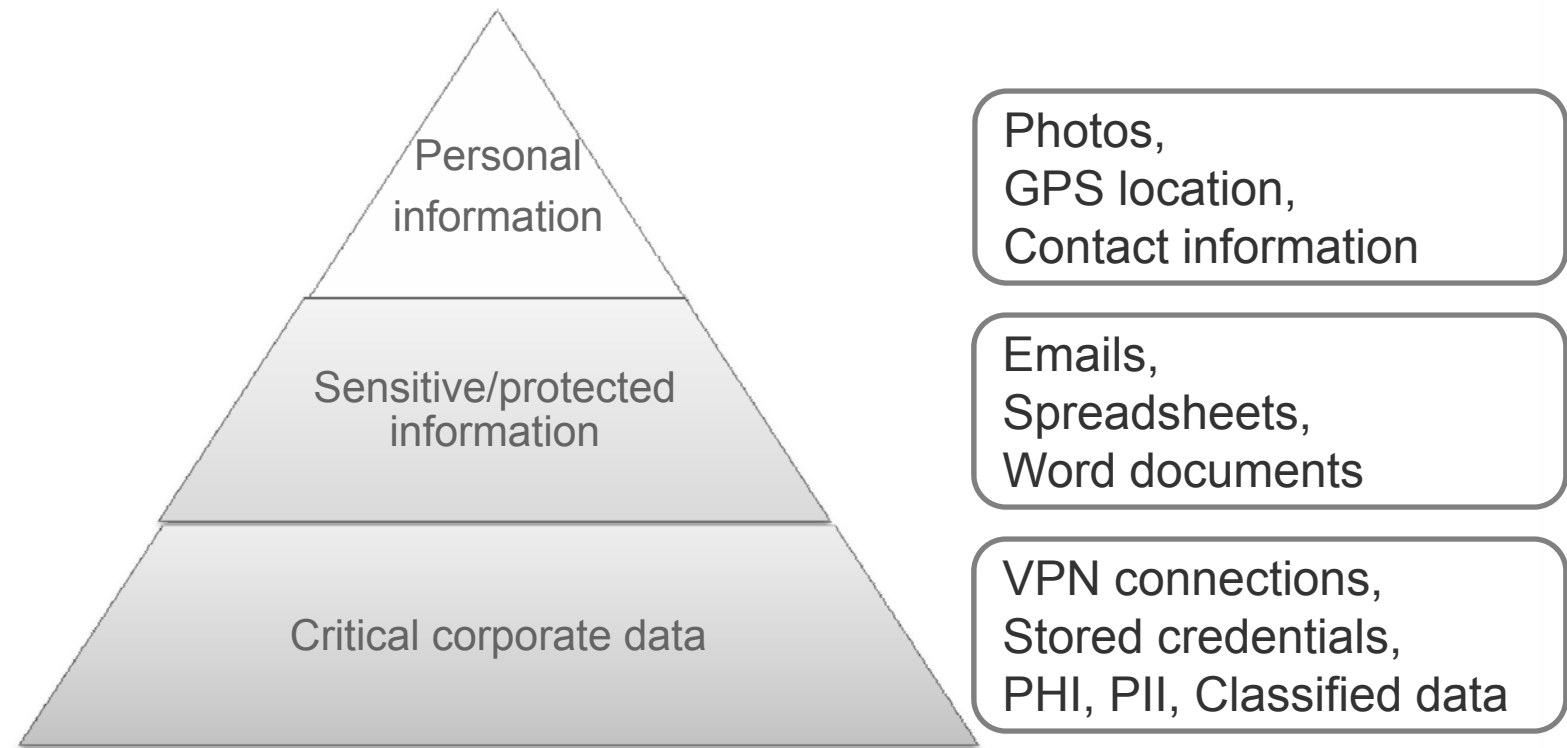 Personal
information
Photos,
GPS location,
Contact information
Sensitive/protected
information
Emails,
Spreadsheets,
Word documents
Critical corporate data
VPN connections,
Stored credentials,
PHI, PII, Classified data